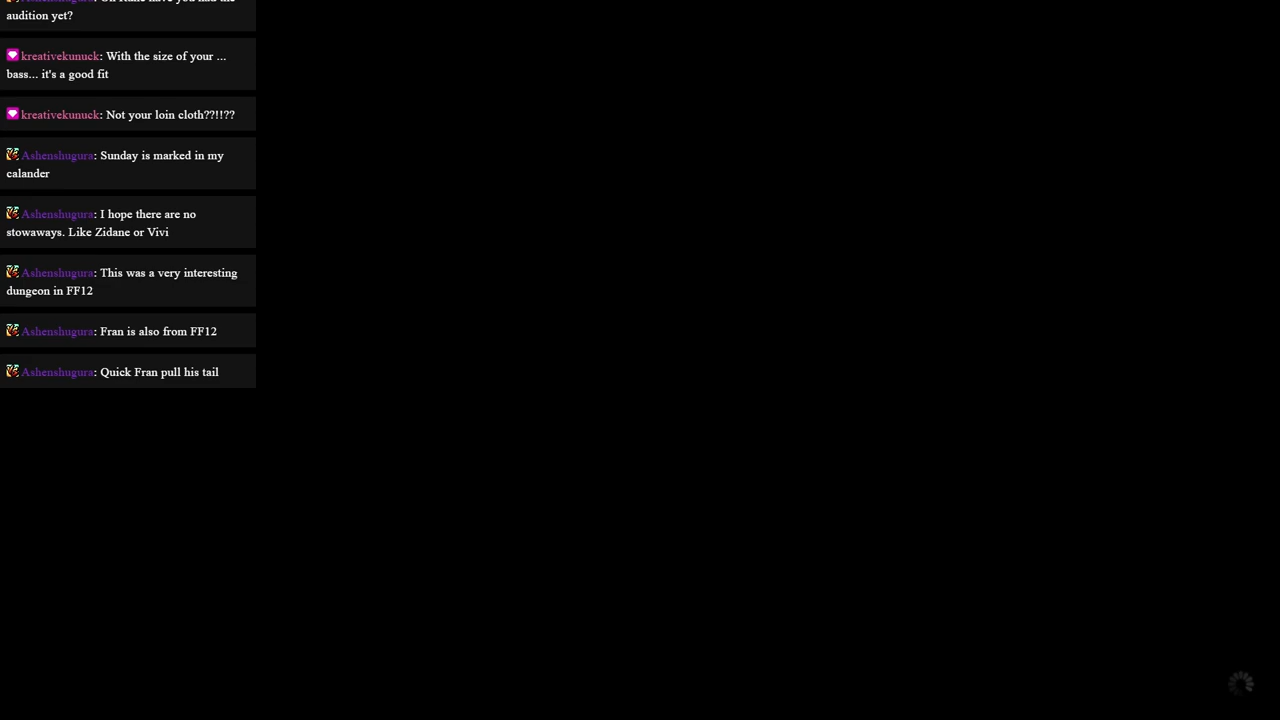 audition yet?
kreativekunuck: With the size of your ...
bass... it's a good fit
kreativekunuck: Not your loin cloth??!!??
Ashenshugura: Sunday is marked in my
calander
Ashenshugura: I hope there are no
stowaways. Like Zidane or Vivi
Ashenshugura: This was a very interesting
dungeon in FF12
Ashenshugura: Fran is also from FF12
Ashenshugura: Quick Fran pull his tail